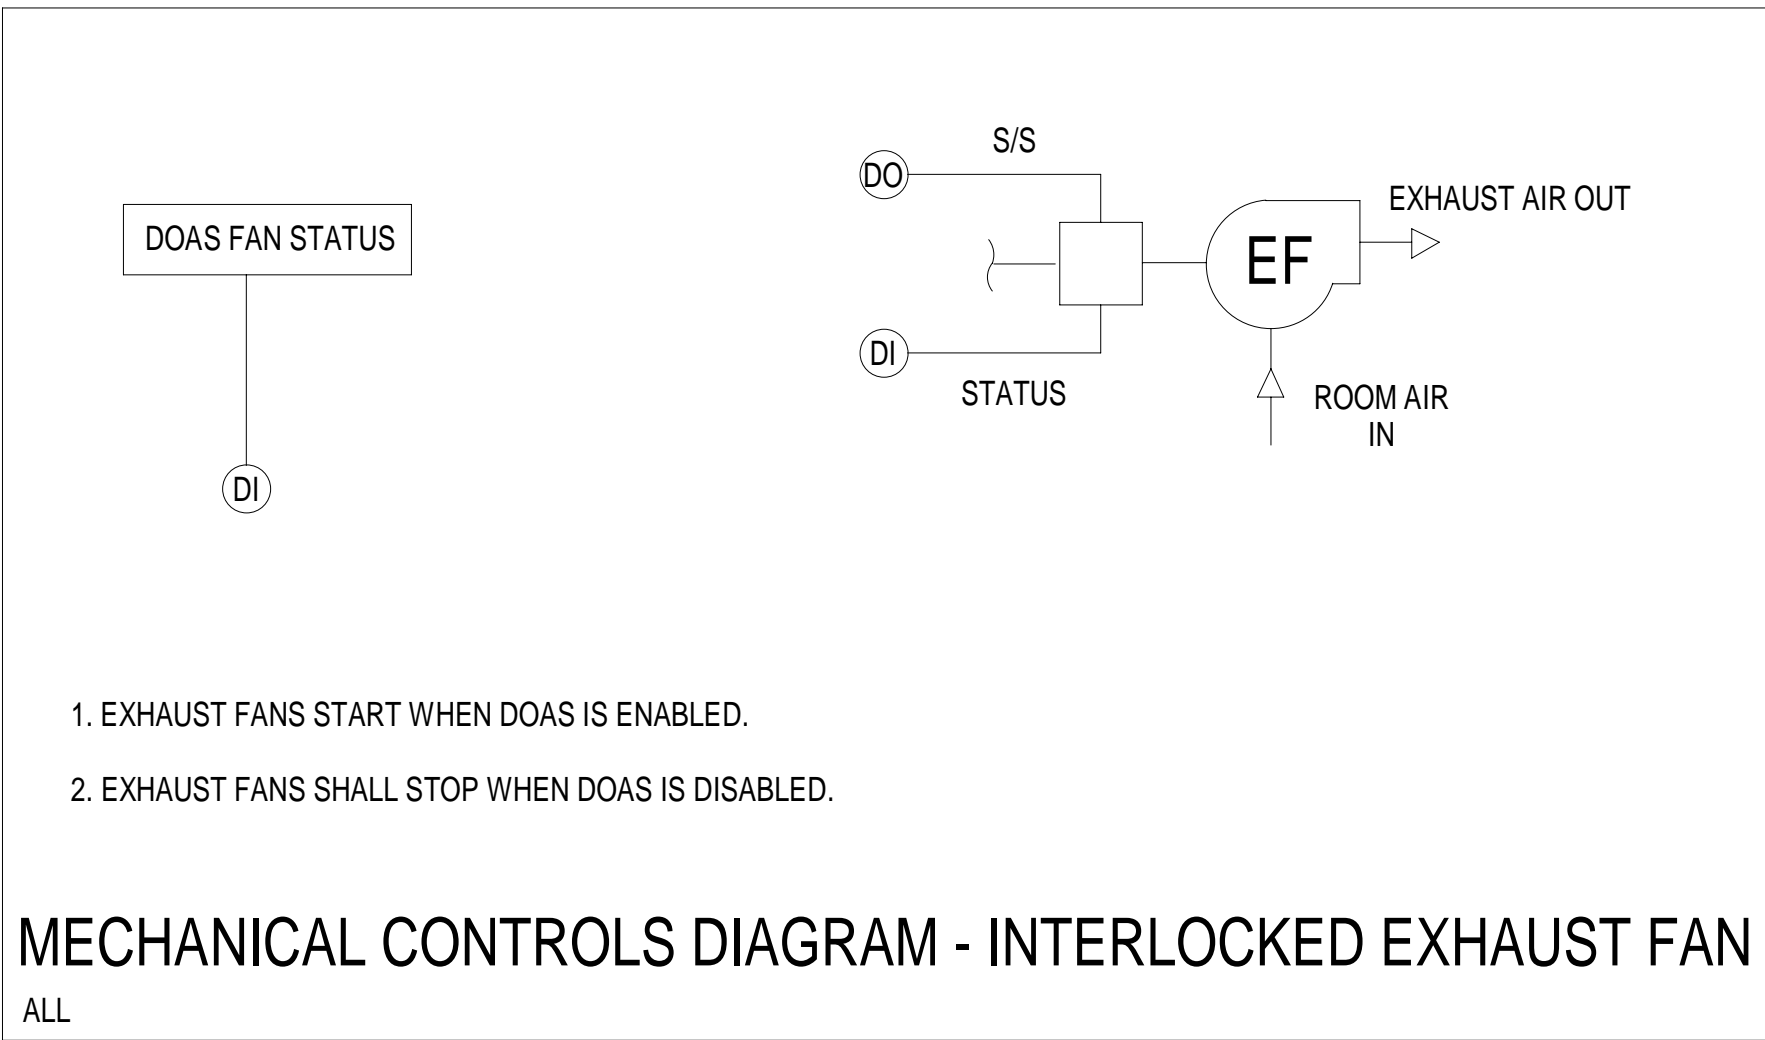 S/S
DO
EXHAUST AIR OUT
DOAS FAN STATUS
EF
DI
STATUS
ROOM AIR
IN
DI
1. EXHAUST FANS START WHEN DOAS IS ENABLED.
2. EXHAUST FANS SHALL STOP WHEN DOAS IS DISABLED.
MECHANICAL CONTROLS DIAGRAM - INTERLOCKED EXHAUST FAN
ALL